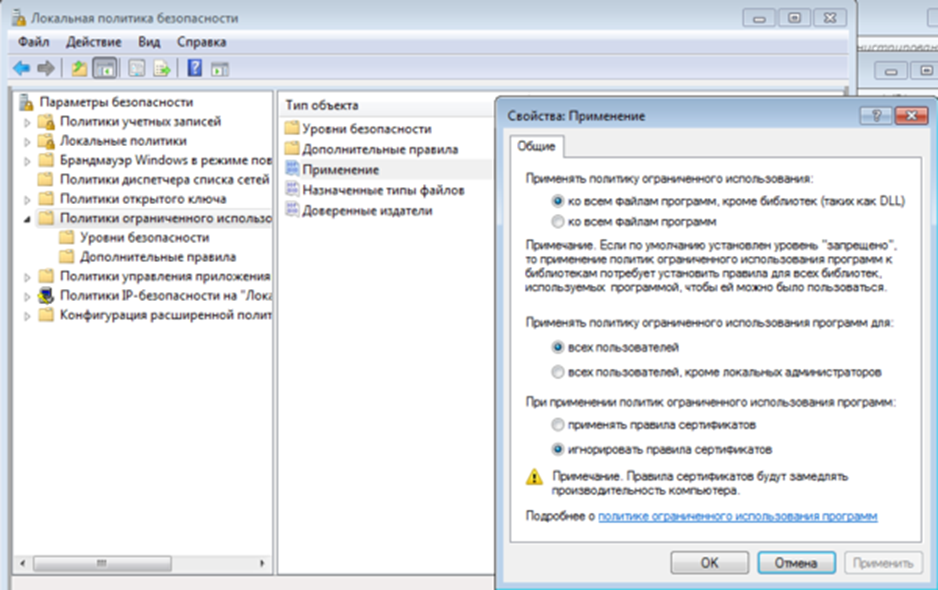 Локальная политика безопасности
Файл Действие Вид Справка
Параметры безопасности
Политики учетных записей
Локальные политики
Брандмауэр Windows в режиме пов
Политики диспетчера списка сетей
Политики открытого ключа
Политики ограниченного использо
Уровни безопасности
Дополнительные правила
Политики управления приложения
Политики IP-безопасности на "Лока
Конфигурация расширенной полит
Тип объекта
Уровни безопасности
Дополнительные правила
Применение
Назначенные типы файлов
Доверенные издатели
Свойства: Применение
Общие
Применять политику ограниченного использования:
ко всем файлам программ, кроме библиотек (таких как DLL)
ко всем файлам программ
Примечание. Если по умолчанию установлен уровень "запрещено",
то применение политик ограниченного использования программ к
библиотекам потребует установить правила для всех библиотек,
используемых программой, чтобы ей можно было пользоваться.
Применять политику ограниченного использования программ для:
всех пользователей
всех пользователей, кроме локальных администраторов
При применении политик ограниченного использования программ:
применять правила сертификатов
игнорировать правила сертификатов
Примечание. Правила сертификатов будут замедлять
производительность компьютера.
Подробнее о политике ограниченного использования программ
ОК Отмена Применить